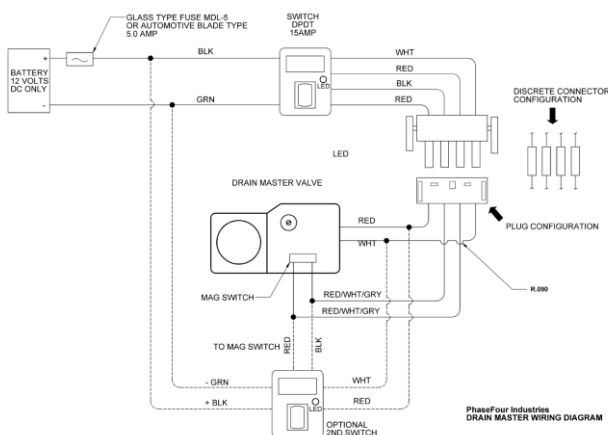 GLASS TYPE FUSE MDL-5
OR AUTOMOTIVE BLADE TYPE
5.0 AMP
SWITCH
DPDT
15AMP
BLK
WHT
RED
BLK
RED
GRN
+
BATTERY
12 VOLTS
DC ONLY
-
LED
DISCRETE CONNECTOR
CONFIGURATION
LED
DRAIN MASTER VALVE
RED
WHT
PLUG CONFIGURATION
MAG SWITCH
RED/WHT/GRY
R.090
RED/WHT/GRY
TO MAG SWITCH
RED
BLK
- GRN
WHT
+ BLK
LED
RED
OPTIONAL
2ND SWITCH
PhaseFour Industries
DRAIN MASTER WIRING DIAGRAM